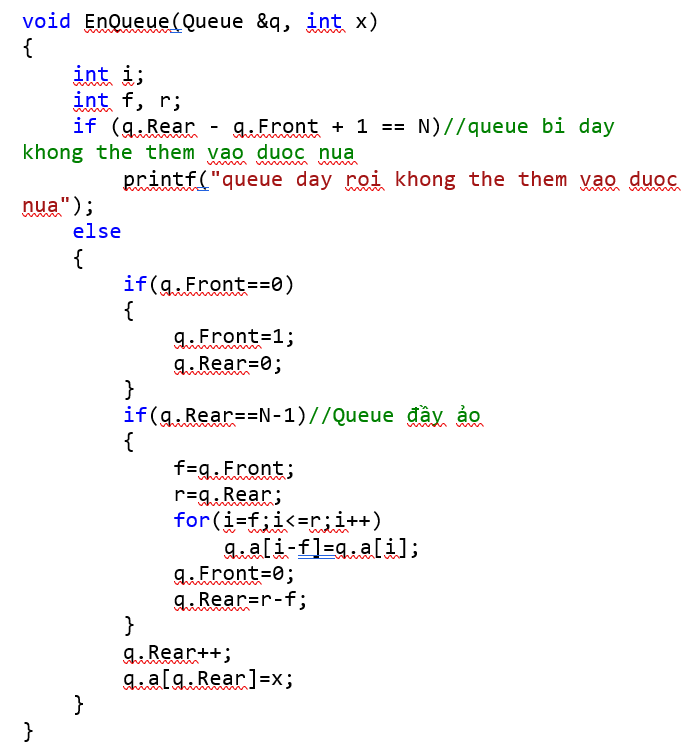 void EnQueue(Queue &q, int x)
{
    int i;
    int f, r;
    if (q.Rear - q.Front + 1 == N)//queue bi day
khong the them vao duoc nua
        printf("queue day roi khong the them vao duoc
nua");
    else
    {
        if(q.Front==0)
        {
            q.Front=1;
            q.Rear=0;
        }
        if(q.Rear==N-1)//Queue đầy ảo
        {
            f=q.Front;
            r=q.Rear;
            for(i=f;i<=r;i++)
                q.a[i-f]=q.a[i];
            q.Front=0;
            q.Rear=r-f;
        }
        q.Rear++;
        q.a[q.Rear]=x;
    }
}